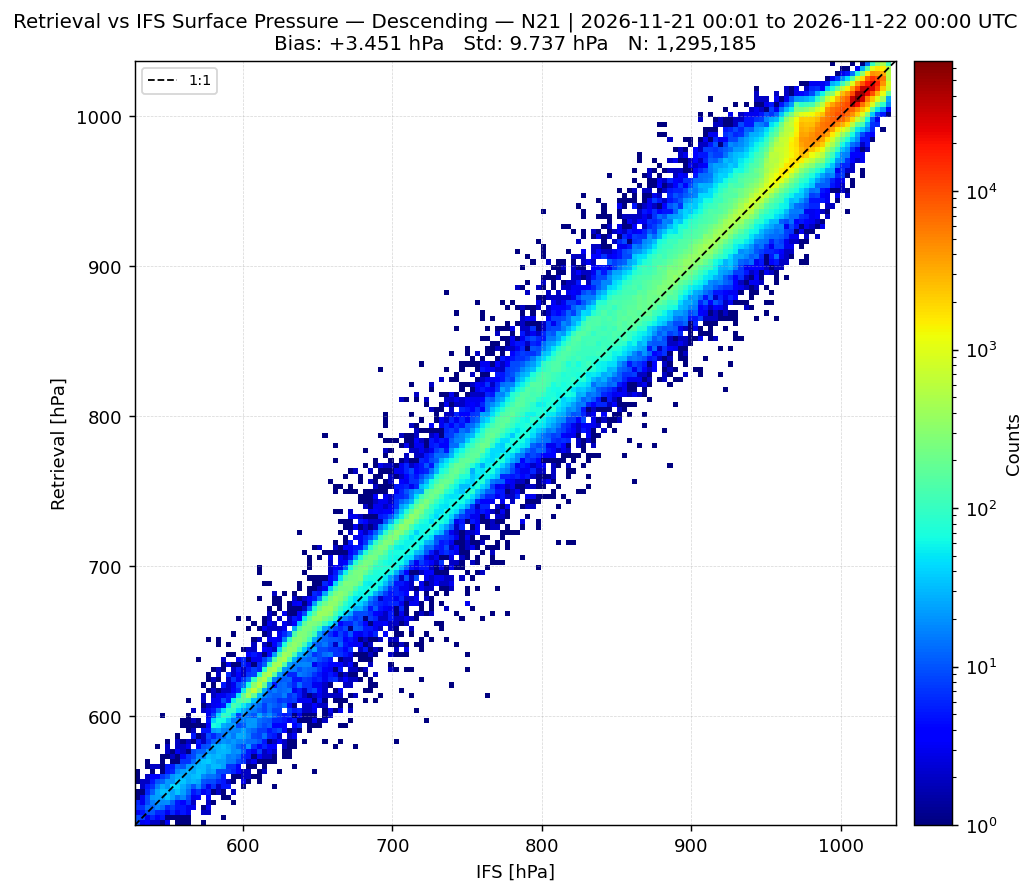 Retrieval vs IFS Surface Pressure — Descending — N21 | 2026-11-21 00:01 to 2026-11-22 00:00 UTC
Bias: +3.451 hPa   Std: 9.737 hPa   N: 1,295,185
1:1
1000
900
800
700
600
Retrieval [hPa]
600 700 800 900 1000
IFS [hPa]
10⁴
10³
10²
10¹
10⁰
Counts